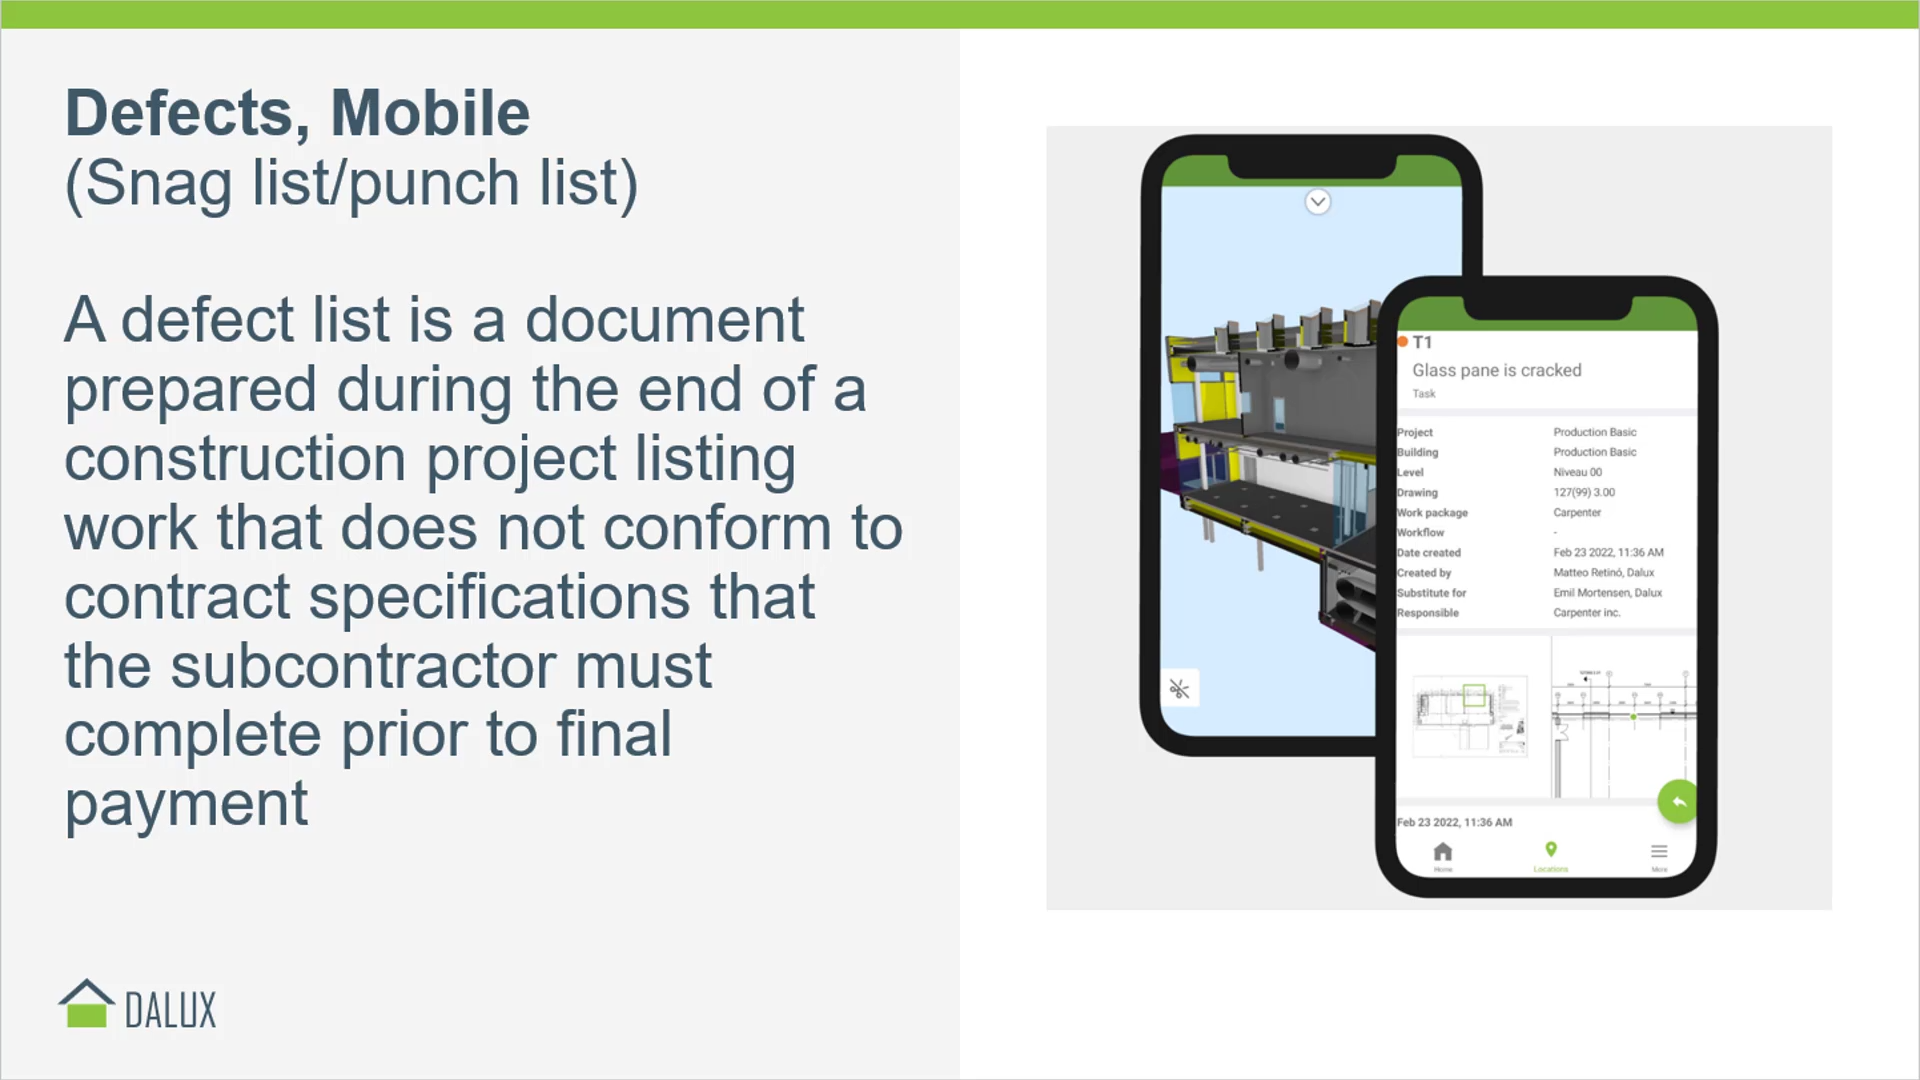 Defects, Mobile
(Snag list/punch list)
A defect list is a document
prepared during the end of a
construction project listing
work that does not conform to
contract specifications that
the subcontractor must
complete prior to final
payment
DALUX
T1
Glass pane is cracked
Task
Project Production Basic
Building Production Basic
Level Niveau 00
Drawing 127(99) 3.00
Work package Carpenter
Workflow -
Date created Feb 23 2022, 11:36 AM
Created by Matteo Retinó, Dalux
Substitute for Emil Mortensen, Dalux
Responsible Carpenter inc.
Feb 23 2022, 11:36 AM
Home Locations More